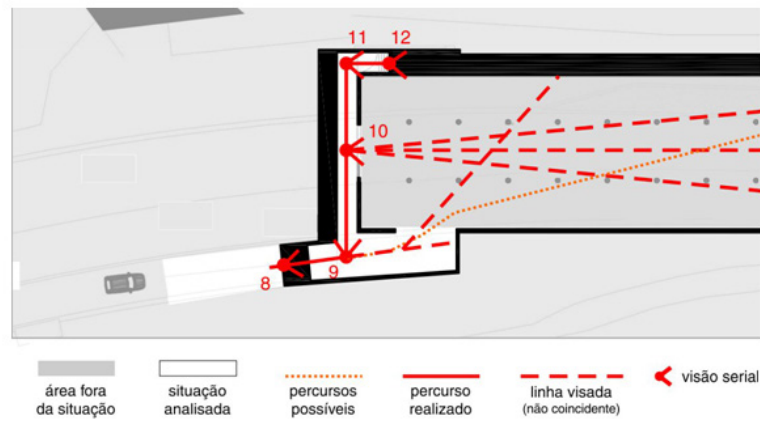 11
12
10
9
8
área fora
da situação
situação
analisada
percursos
possíveis
percurso
realizado
linha visada
(não coincidente)
visão serial